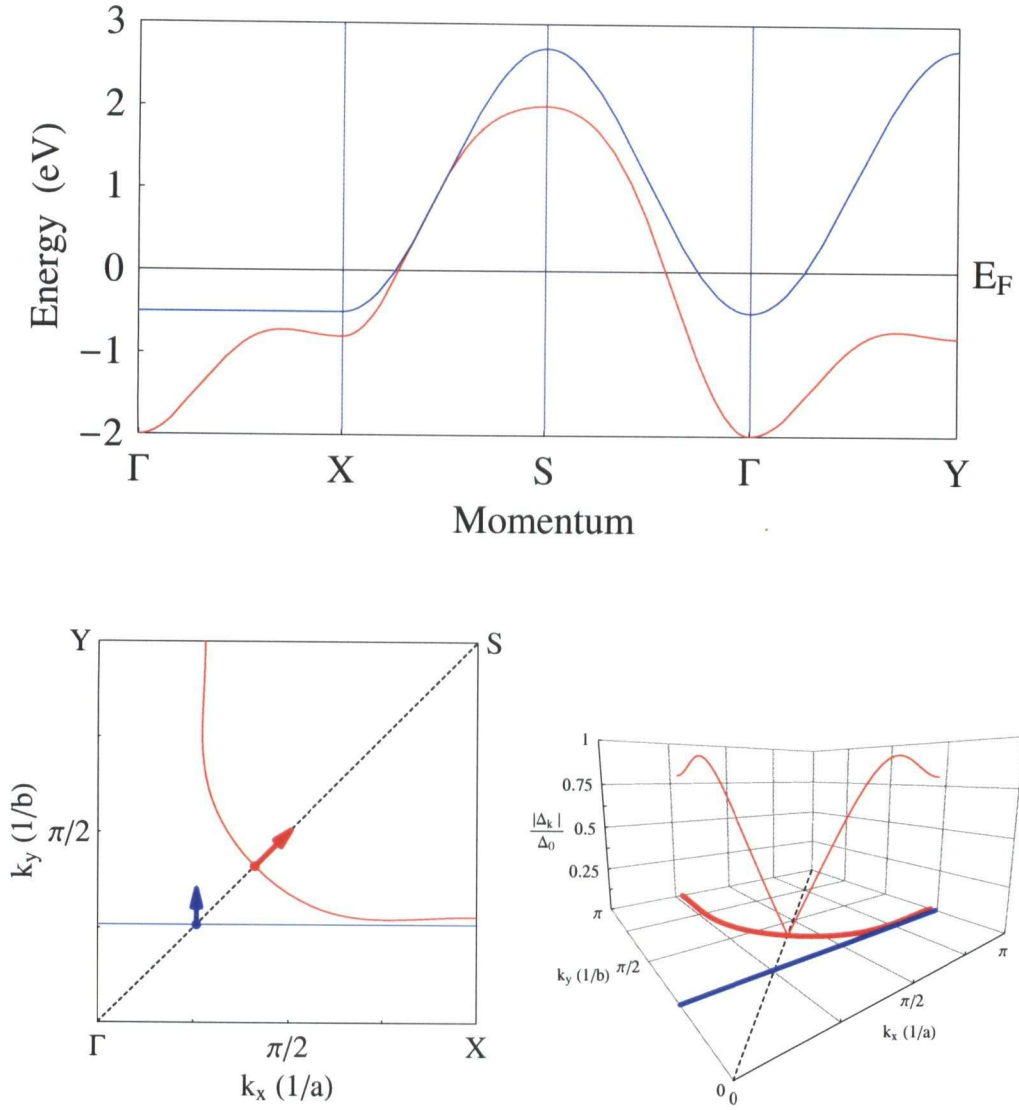 3
2
1
0
−1
−2
Energy (eV)
E_F
Γ X S Γ Y
Momentum
Y
S
π/2
k_y (1/b)
Γ π/2 X
k_x (1/a)
1
0.75
|Δ_k|
Δ_0
0.5
0.25
π
k_y (1/b) π/2
0
0
π/2
π
k_x (1/a)